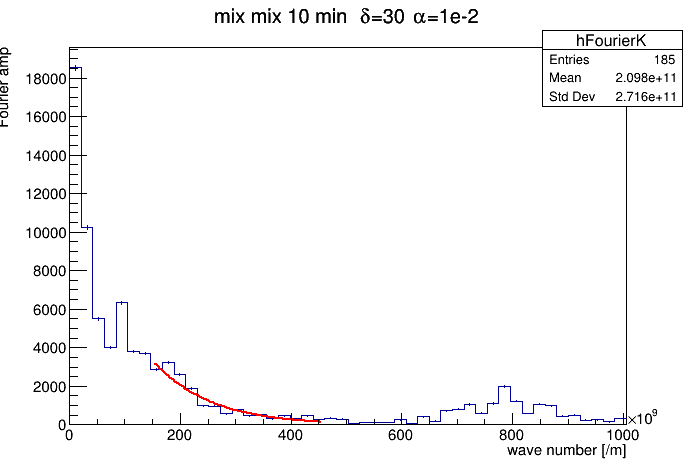 mix mix 10 min δ=30 α=1e-2
hFourierK
Entries 185
Mean 2.098e+11
Std Dev 2.716e+11
Fourier amp
18000
16000
14000
12000
10000
8000
6000
4000
2000
0
0 200 400 600 800 1000 ×10⁹
wave number [/m]